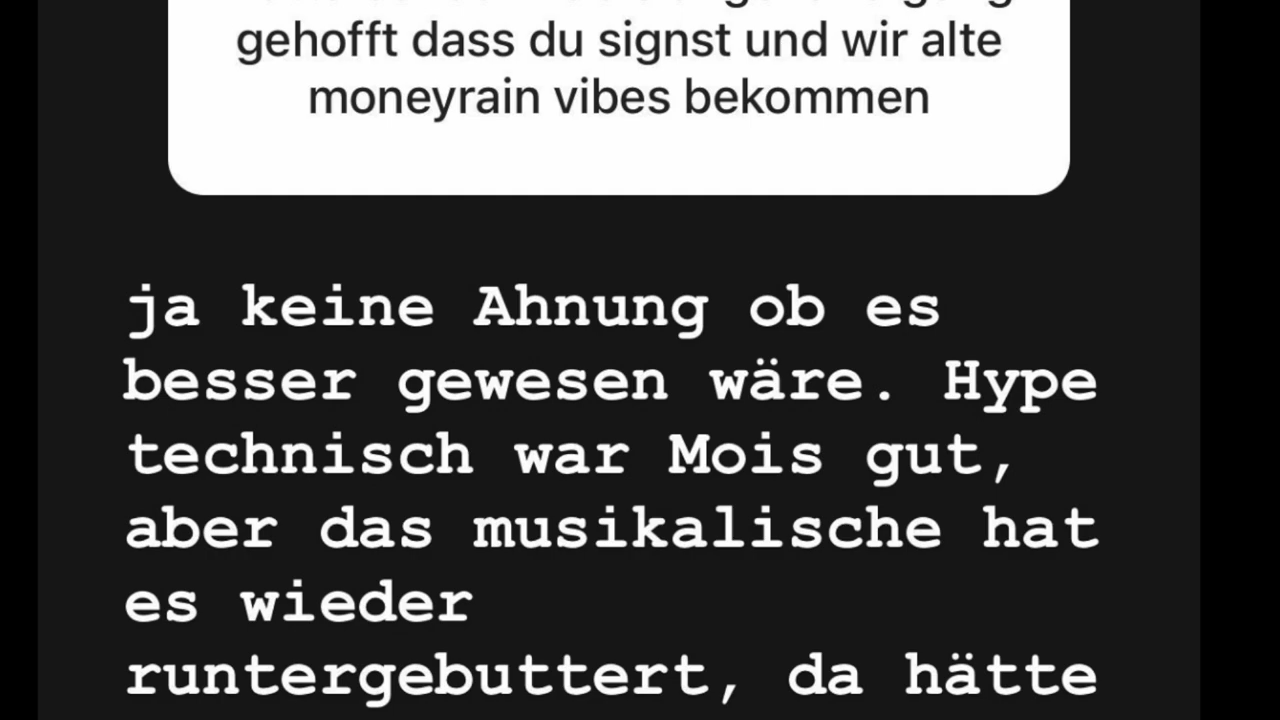 gehofft dass du signst und wir alte
moneyrain vibes bekommen
ja keine Ahnung ob es
besser gewesen wäre. Hype
technisch war Mois gut,
aber das musikalische hat
es wieder
runtergebuttert, da hätte